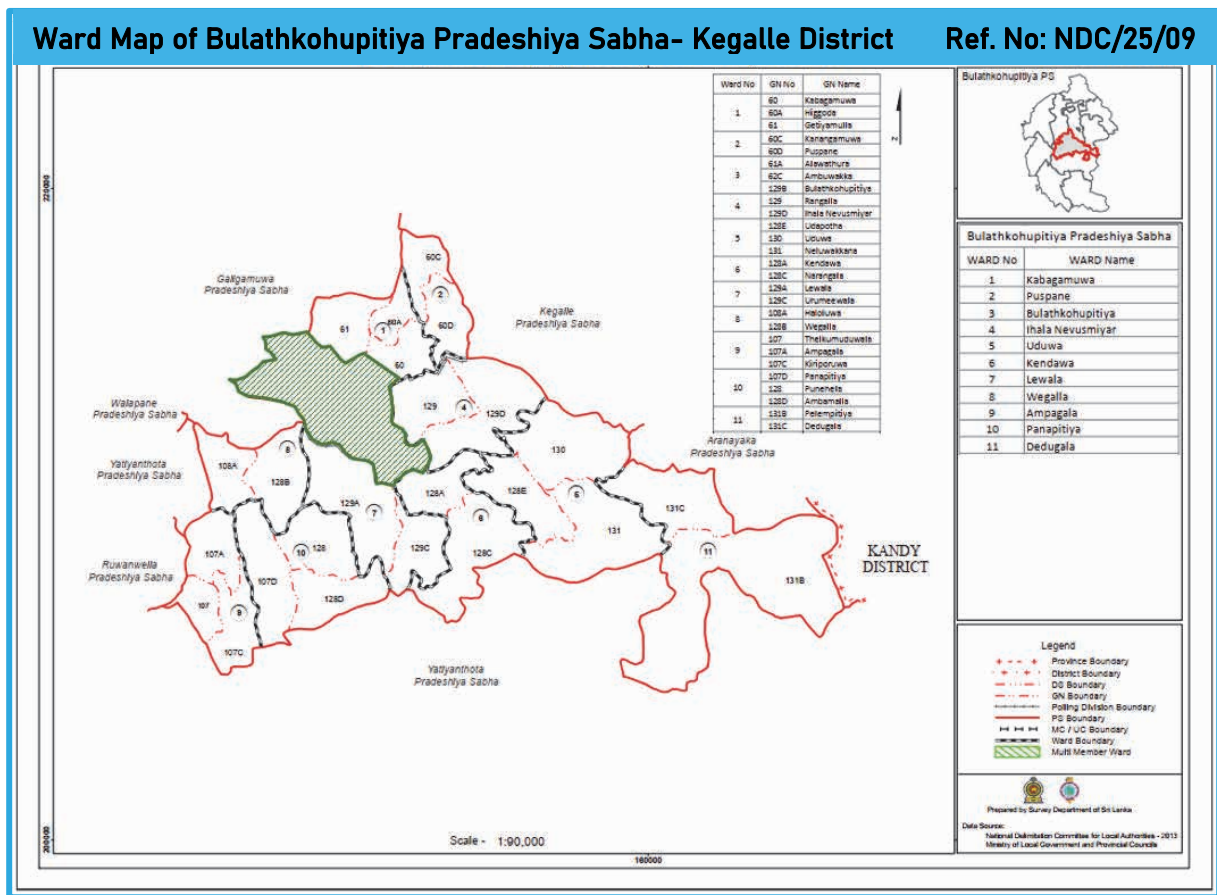 Ward Map of Bulathkohupitiya Pradeshiya Sabha- Kegalle District Ref. No: NDC/25/09
Ward No GN No GN Name
1
60 Kabagamuwa
60A Higgoda
61 Getiyamulla
2
60C Kanangamuwa
60D Puspane
3
61A Alawathura
62C Ambuwakka
129B Bulathkohupitiya
4
129 Rangalla
129D Ihala Nevusmiyar
5
128E Udapotha
130 Uduwa
131 Neluwakkana
6
128A Kendawa
128C Narangala
7
129A Lewala
129C Urumeewala
8
108A Haloluwa
128B Wegalla
9
107 Thelkumuduwala
107A Ampagala
107C Kiriporuwa
10
107D Panapitiya
128 Punehela
128D Ambamalla
11
131B Pelempitiya
131C Dedugala
N
Bulathkohupitiya PS
Bulathkohupitiya Pradeshiya Sabha
WARD No WARD Name
1 Kabagamuwa
2 Puspane
3 Bulathkohupitiya
4 Ihala Nevusmiyar
5 Uduwa
6 Kendawa
7 Lewala
8 Wegalla
9 Ampagala
10 Panapitiya
11 Dedugala
220000
Galigamuwa
Pradeshiya Sabha
Kegalle
Pradeshiya Sabha
Walapane
Pradeshiya Sabha
Yatiyanthota
Pradeshiya Sabha
Ruwanwella
Pradeshiya Sabha
Aranayaka
Pradeshiya Sabha
Yatiyanthota
Pradeshiya Sabha
KANDY
DISTRICT
60C
2
60D
61
1
60A
60
129
4
129D
130
108A
8
128B
129A
7
128A
6
128E
5
131
131C
11
131B
107A
107D
10
128
129C
128C
107
9
128D
107C
Legend
Province Boundary
District Boundary
DS Boundary
GN Boundary
Polling Division Boundary
PS Boundary
MC / UC Boundary
Ward Boundary
Multi Member Ward
Prepared by Survey Department of Sri Lanka
Data Source:
National Delimitation Committee for Local Authorities - 2013
Ministry of Local Government and Provincial Councils
Scale - 1:90,000
200000
160000